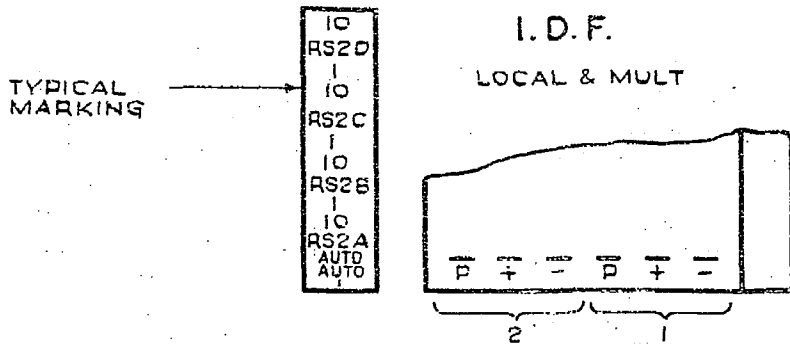 I.D.F.
LOCAL & MULT
TYPICAL
MARKING
10
RS2D
1
10
RS2C
1
10
RS2B
1
10
RS2A
AUTO
AUTO
1
P + - P + -
2 1